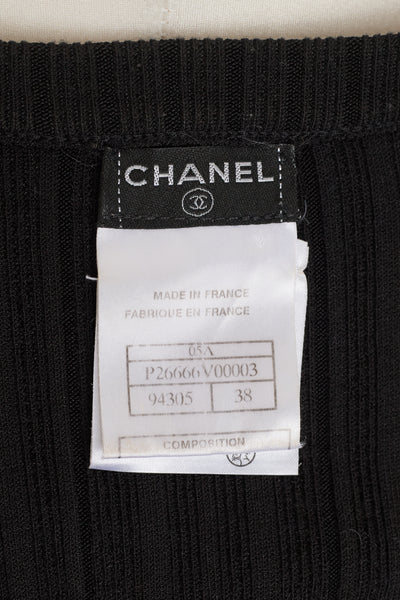 CHANEL
MADE IN FRANCE
FABRIQUE EN FRANCE
05A
P26666V00003
94305 38
COMPOSITION